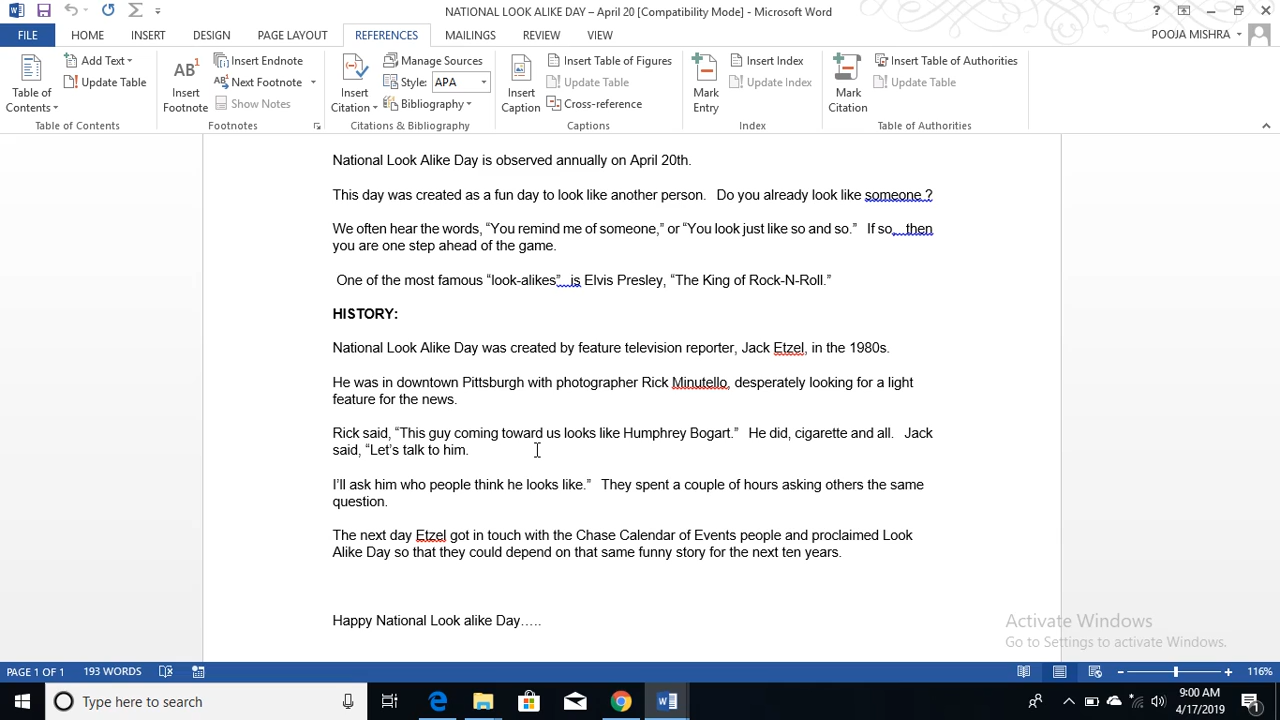 NATIONAL LOOK ALIKE DAY – April 20 [Compatibility Mode] - Microsoft Word
FILE HOME INSERT DESIGN PAGE LAYOUT REFERENCES MAILINGS REVIEW VIEW POOJA MISHRA
Table of Contents
Add Text
Update Table
Table of Contents
AB1 Insert Footnote
Insert Endnote
AB1 Next Footnote
Show Notes
Footnotes
Insert Citation
Manage Sources
Style: APA
Bibliography
Citations & Bibliography
Insert Caption
Insert Table of Figures
Update Table
Cross-reference
Captions
Mark Entry
Insert Index
Update Index
Index
Mark Citation
Insert Table of Authorities
Update Table
Table of Authorities
National Look Alike Day is observed annually on April 20th.
This day was created as a fun day to look like another person.   Do you already look like someone ?
We often hear the words, “You remind me of someone,” or “You look just like so and so.”   If so,   then
you are one step ahead of the game.
One of the most famous “look-alikes”   is Elvis Presley, “The King of Rock-N-Roll.”
HISTORY:
National Look Alike Day was created by feature television reporter, Jack Etzel, in the 1980s.
He was in downtown Pittsburgh with photographer Rick Minutello, desperately looking for a light
feature for the news.
Rick said, “This guy coming toward us looks like Humphrey Bogart.”   He did, cigarette and all.   Jack
said, “Let’s talk to him.
I’ll ask him who people think he looks like.”   They spent a couple of hours asking others the same
question.
The next day Etzel got in touch with the Chase Calendar of Events people and proclaimed Look
Alike Day so that they could depend on that same funny story for the next ten years.
Happy National Look alike Day…..
Activate Windows
Go to Settings to activate Windows.
PAGE 1 OF 1 193 WORDS 116%
Type here to search
9:00 AM
4/17/2019
1